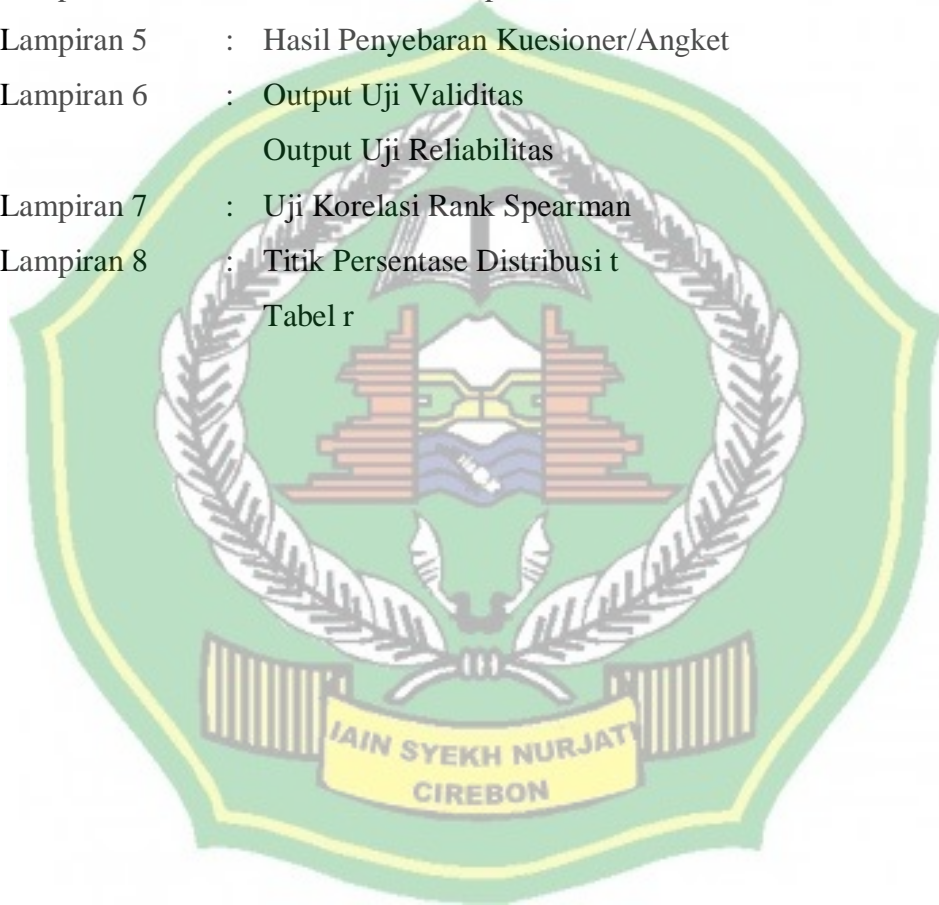 Lampiran 5 : Hasil Penyebaran Kuesioner/Angket
Lampiran 6 : Output Uji Validitas
Output Uji Reliabilitas
Lampiran 7 : Uji Korelasi Rank Spearman
Lampiran 8 : Titik Persentase Distribusi t
Tabel r
IAIN SYEKH NURJATI
CIREBON